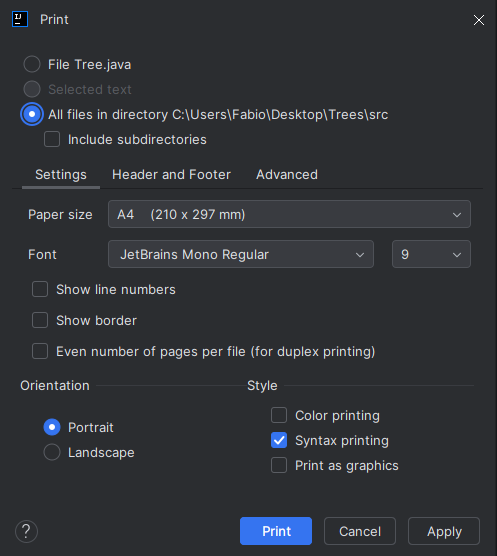 IJ Print
File Tree.java
Selected text
All files in directory C:\Users\Fabio\Desktop\Trees\src
Include subdirectories
Settings Header and Footer Advanced
Paper size A4 (210 x 297 mm)
Font JetBrains Mono Regular 9
Show line numbers
Show border
Even number of pages per file (for duplex printing)
Orientation Style
Color printing
Portrait
Syntax printing
Landscape
Print as graphics
? Print Cancel Apply